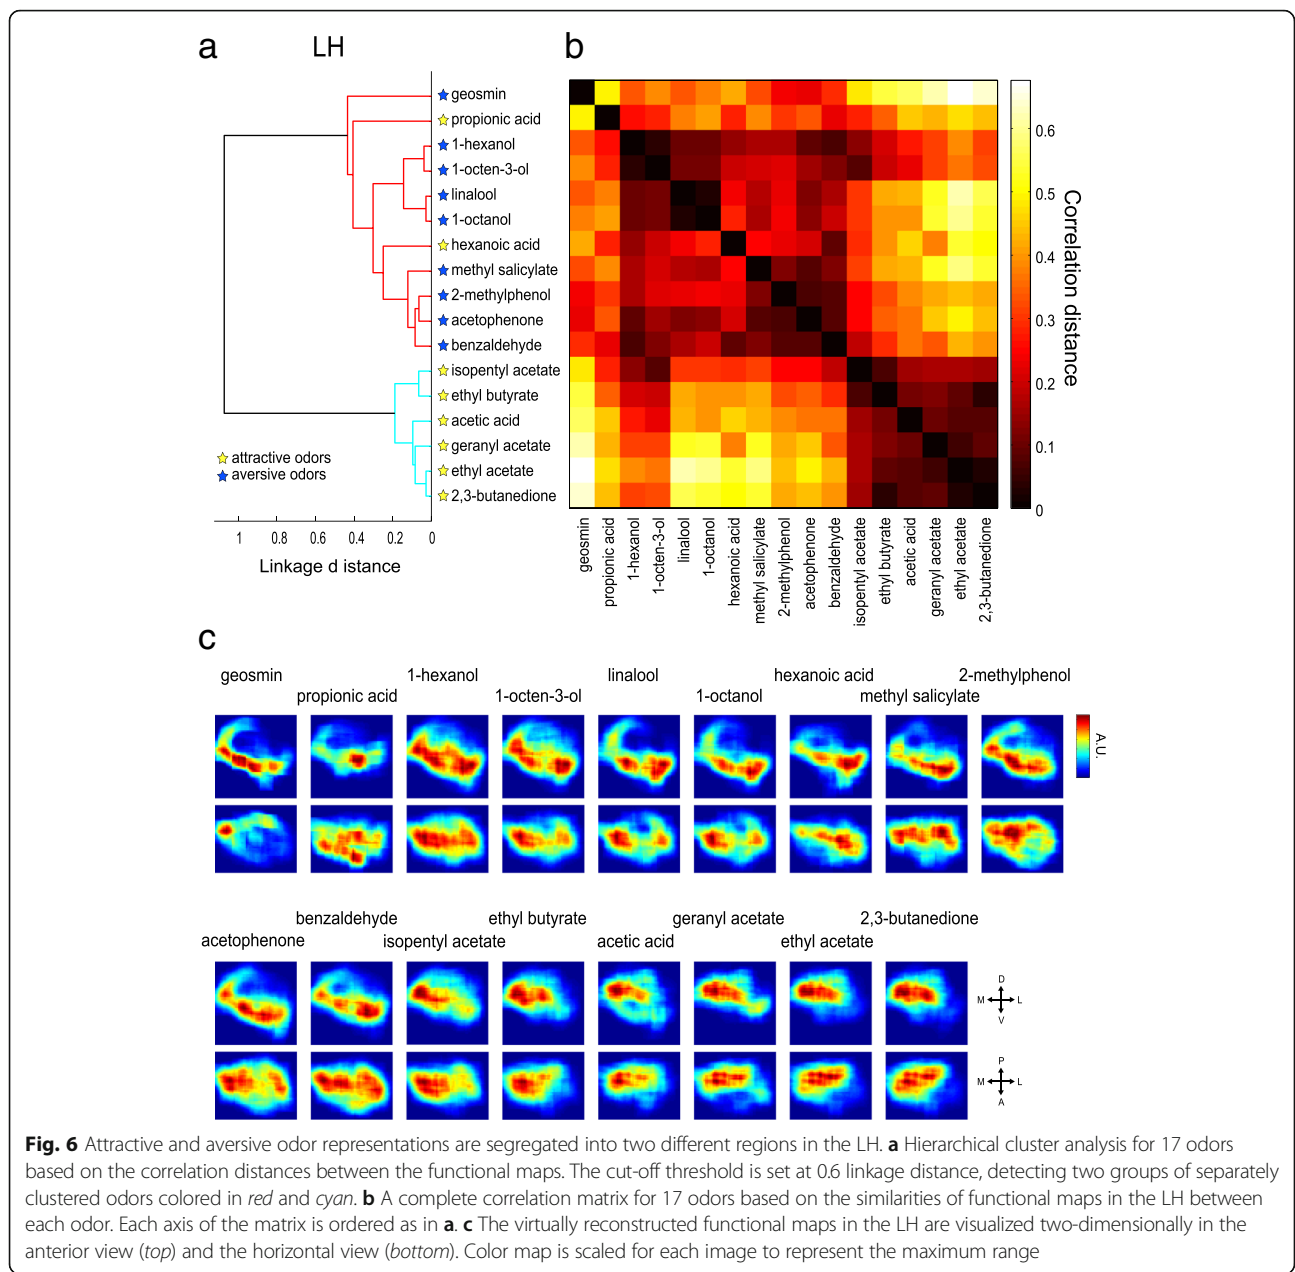 a
LH
geosmin
propionic acid
1-hexanol
1-octen-3-ol
linalool
1-octanol
hexanoic acid
methyl salicylate
2-methylphenol
acetophenone
benzaldehyde
isopentyl acetate
ethyl butyrate
acetic acid
geranyl acetate
ethyl acetate
2,3-butanedione
attractive odors
aversive odors
1 0.8 0.6 0.4 0.2 0
Linkage d istance
b
0.6
0.5
0.4
0.3
0.2
0.1
0
Correlation distance
geosmin
propionic acid
1-hexanol
1-octen-3-ol
linalool
1-octanol
hexanoic acid
methyl salicylate
2-methylphenol
acetophenone
benzaldehyde
isopentyl acetate
ethyl butyrate
acetic acid
geranyl acetate
ethyl acetate
2,3-butanedione
c
geosmin 1-hexanol linalool hexanoic acid 2-methylphenol
propionic acid 1-octen-3-ol 1-octanol methyl salicylate
A.U.
benzaldehyde ethyl butyrate geranyl acetate 2,3-butanedione
acetophenone isopentyl acetate acetic acid ethyl acetate
D
M L
V
P
M L
A
Fig. 6 Attractive and aversive odor representations are segregated into two different regions in the LH. a Hierarchical cluster analysis for 17 odors
based on the correlation distances between the functional maps. The cut-off threshold is set at 0.6 linkage distance, detecting two groups of separately
clustered odors colored in red and cyan. b A complete correlation matrix for 17 odors based on the similarities of functional maps in the LH between
each odor. Each axis of the matrix is ordered as in a. c The virtually reconstructed functional maps in the LH are visualized two-dimensionally in the
anterior view (top) and the horizontal view (bottom). Color map is scaled for each image to represent the maximum range